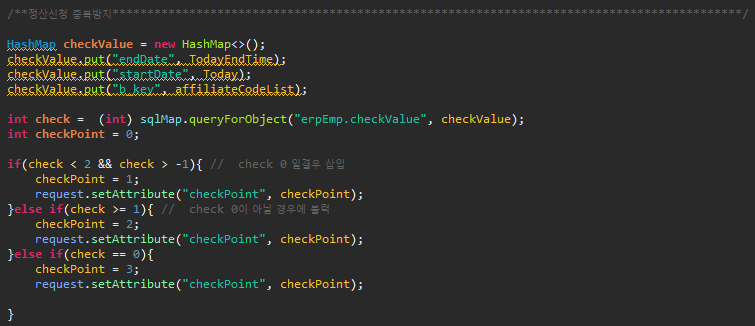 /**정산신청 중복방지******************************************************************************************/
HashMap checkValue = new HashMap<>();
checkValue.put("endDate", TodayEndTime);
checkValue.put("startDate", Today);
checkValue.put("b_key", affiliateCodeList);
int check =  (int) sqlMap.queryForObject("erpEmp.checkValue", checkValue);
int checkPoint = 0;
if(check < 2 && check > -1){ //  check 0 일결우 삽입
    checkPoint = 1;
    request.setAttribute("checkPoint", checkPoint);
}else if(check >= 1){ //  check 0이 아닐 경우에 블럭
    checkPoint = 2;
    request.setAttribute("checkPoint", checkPoint);
}else if(check == 0){
    checkPoint = 3;
    request.setAttribute("checkPoint", checkPoint);
}